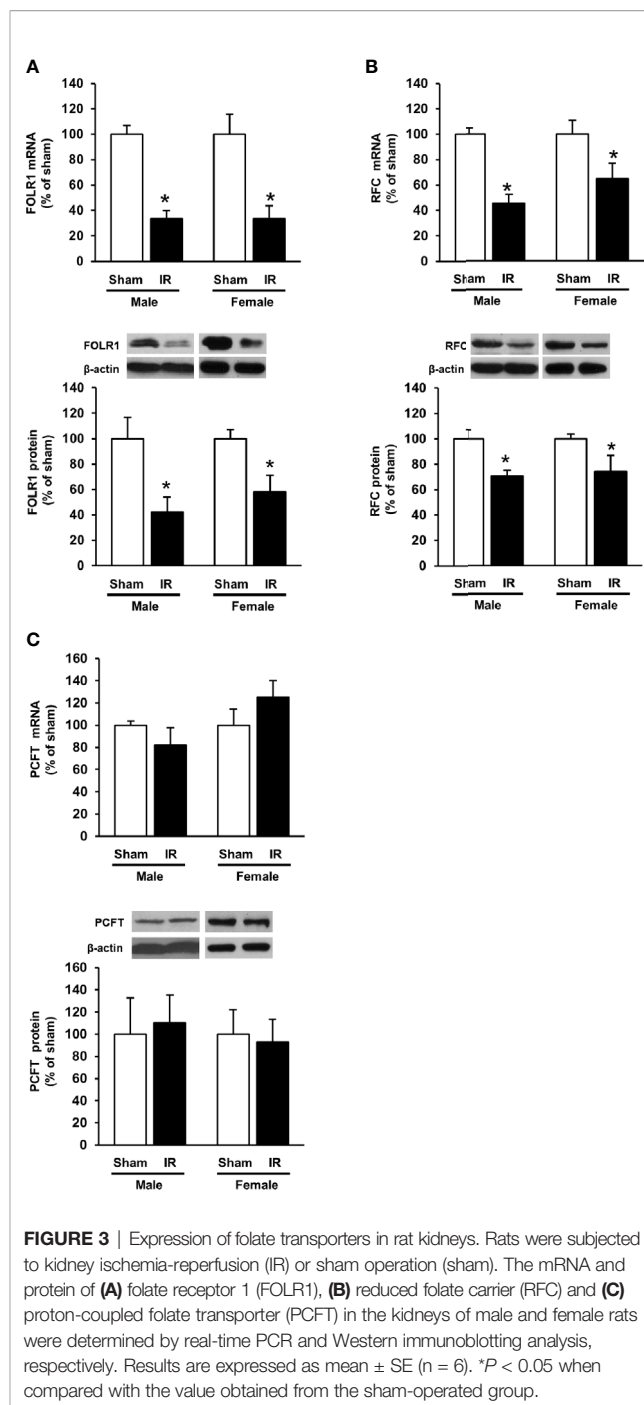 A
FOLR1 mRNA
(% of sham)
140
120
100
80
60
40
20
0
*
*
Sham IR Sham IR
Male Female
FOLR1
β-actin
FOLR1 protein
(% of sham)
140
120
100
80
60
40
20
0
*
*
Sham IR Sham IR
Male Female
B
RFC mRNA
(% of sham)
140
120
100
80
60
40
20
0
*
*
Sham IR Sham IR
Male Female
RFC
β-actin
RFC protein
(% of sham)
140
120
100
80
60
40
20
0
*
*
Sham IR Sham IR
Male Female
C
PCFT mRNA
(% of sham)
160
140
120
100
80
60
40
20
0
Sham IR Sham IR
Male Female
PCFT
β-actin
PCFT protein
(% of sham)
160
140
120
100
80
60
40
20
0
Sham IR Sham IR
Male Female
FIGURE 3 | Expression of folate transporters in rat kidneys. Rats were subjected
to kidney ischemia-reperfusion (IR) or sham operation (sham). The mRNA and
protein of (A) folate receptor 1 (FOLR1), (B) reduced folate carrier (RFC) and (C)
proton-coupled folate transporter (PCFT) in the kidneys of male and female rats
were determined by real-time PCR and Western immunoblotting analysis,
respectively. Results are expressed as mean ± SE (n = 6). *P < 0.05 when
compared with the value obtained from the sham-operated group.